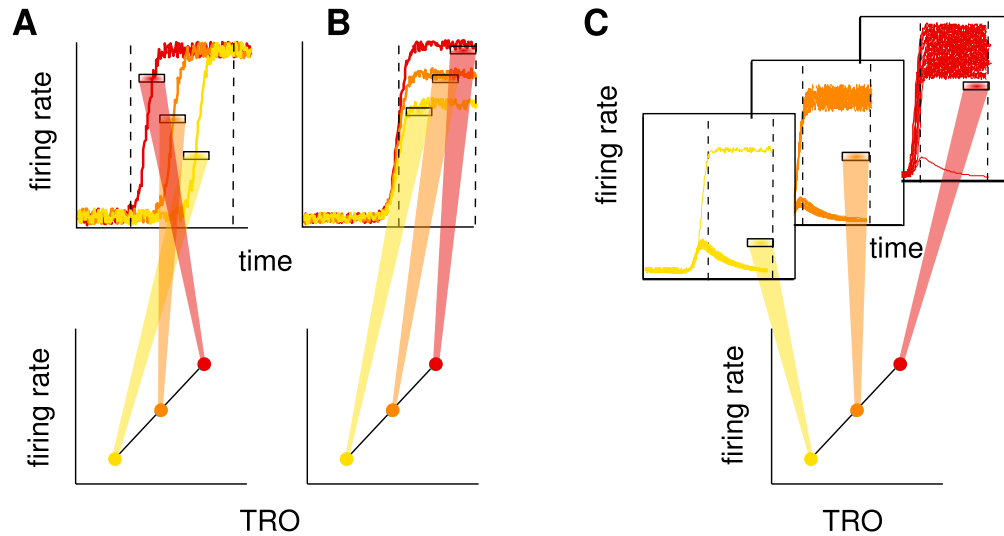 A
B
C
firing rate
firing rate
time
time
firing rate
firing rate
TRO
TRO